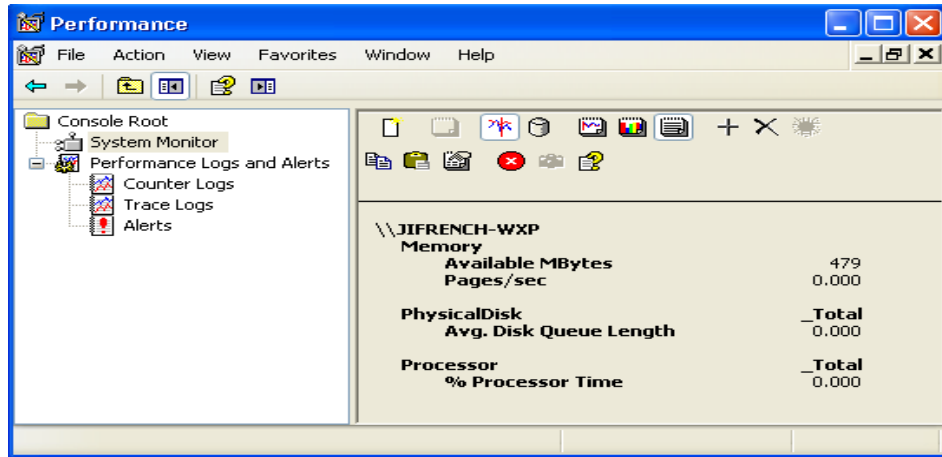 Performance
File Action View Favorites Window Help
Console Root
System Monitor
Performance Logs and Alerts
Counter Logs
Trace Logs
Alerts
\\JIFRENCH-WXP
Memory
Available MBytes 479
Pages/sec 0.000
PhysicalDisk _Total
Avg. Disk Queue Length 0.000
Processor _Total
% Processor Time 0.000